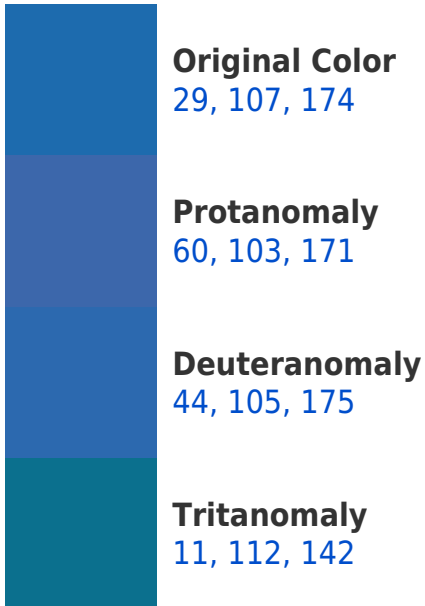 Original Color
29, 107, 174
Protanomaly
60, 103, 171
Deuteranomaly
44, 105, 175
Tritanomaly
11, 112, 142